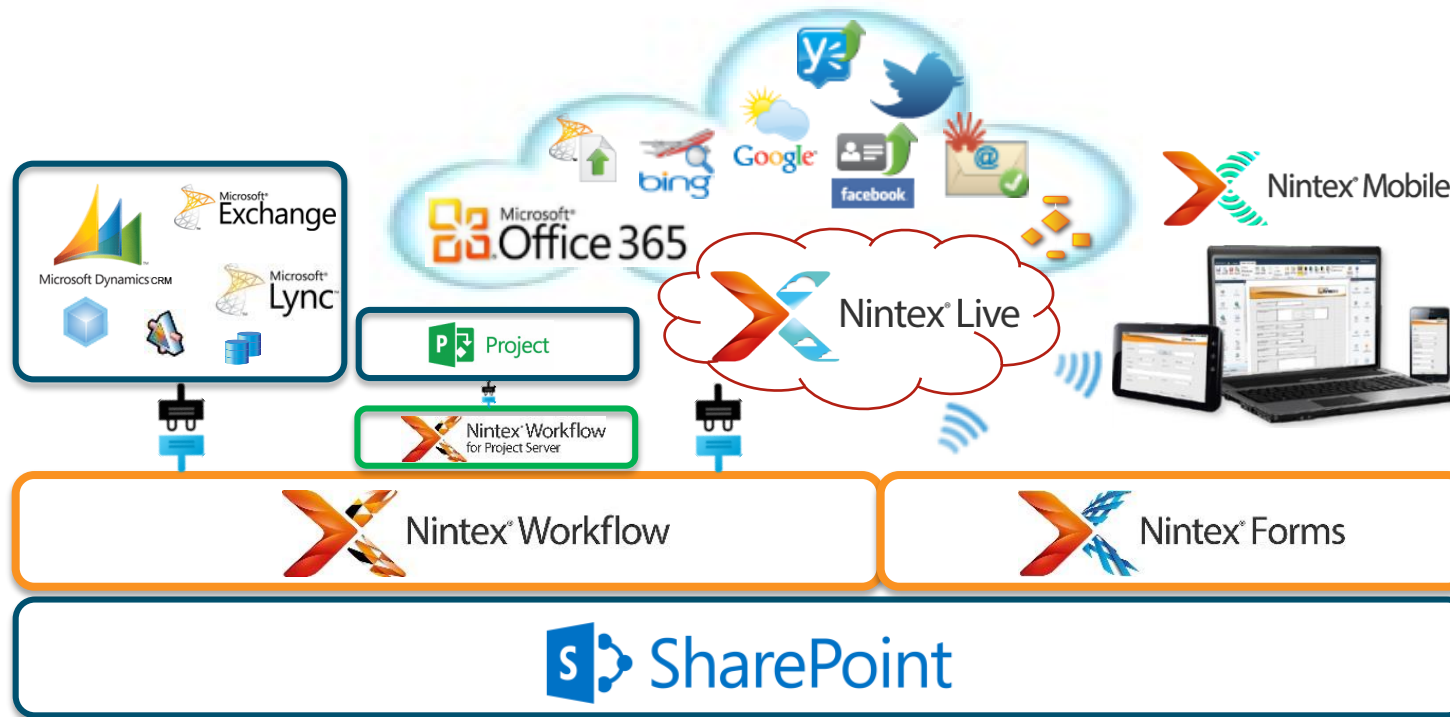 Microsoft Dynamics CRM
Microsoft®
Exchange
Microsoft®
Lync™
Microsoft®
Office 365
bing
Google
facebook
@
Nintex® Live
Nintex® Mobile
P
Project
Nintex® Workflow
for Project Server
Nintex® Workflow
Nintex® Forms
S
SharePoint